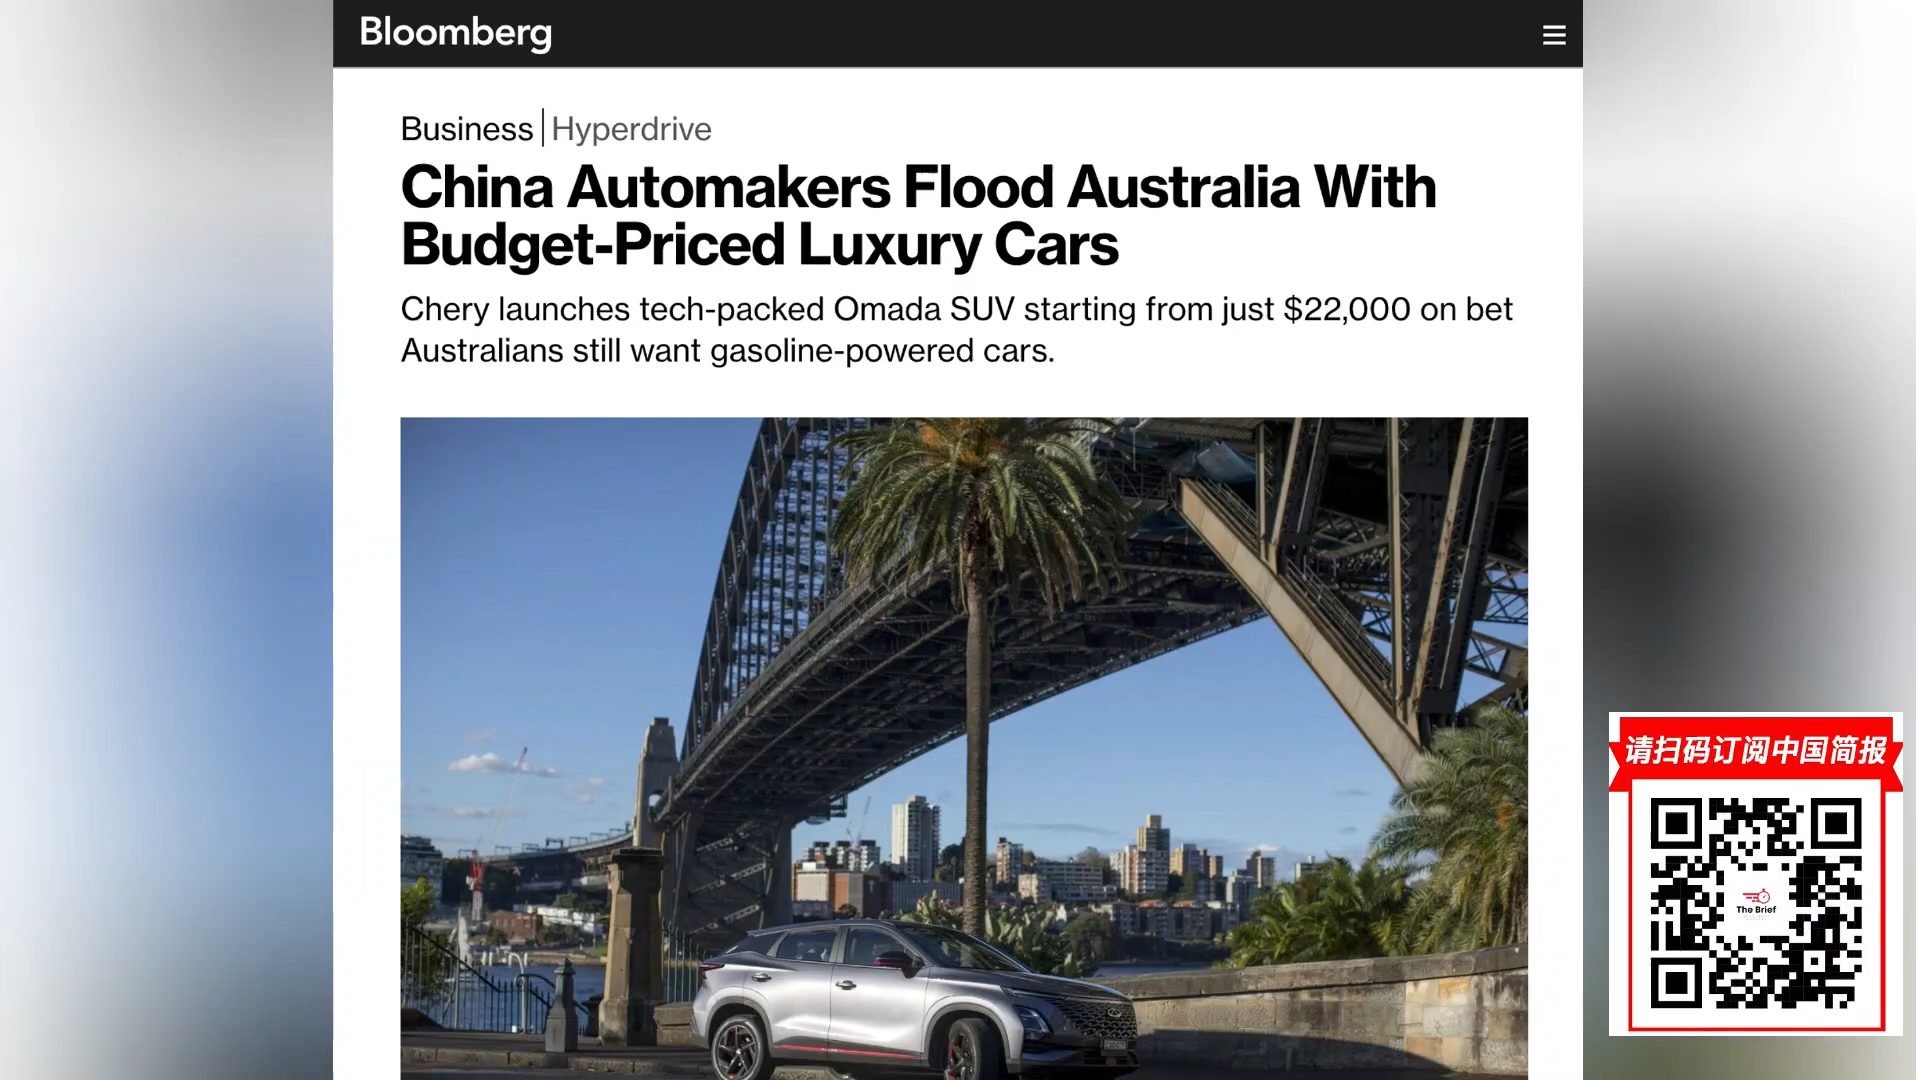 Bloomberg
Business | Hyperdrive
China Automakers Flood Australia With
Budget-Priced Luxury Cars
Chery launches tech-packed Omada SUV starting from just $22,000 on bet
Australians still want gasoline-powered cars.
请扫码订阅中国简报
The Brief